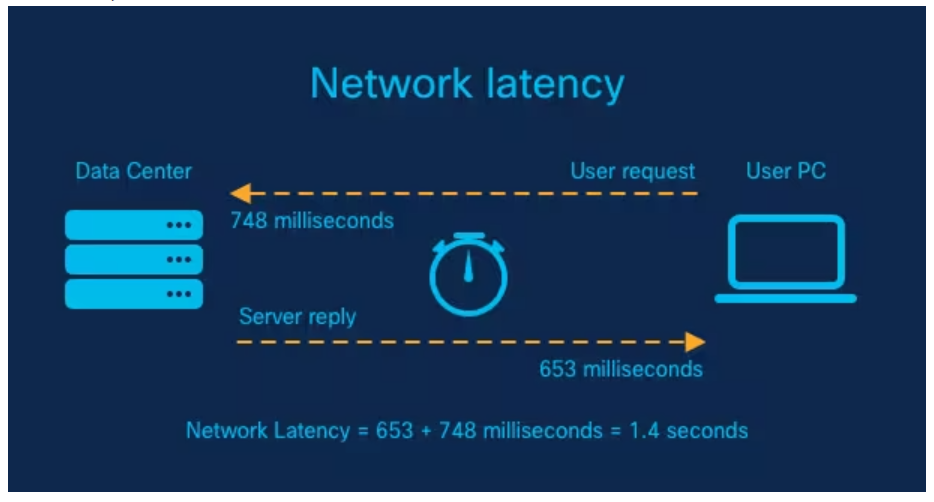 Network latency
Data Center
User request
User PC
748 milliseconds
Server reply
653 milliseconds
Network Latency = 653 + 748 milliseconds = 1.4 seconds